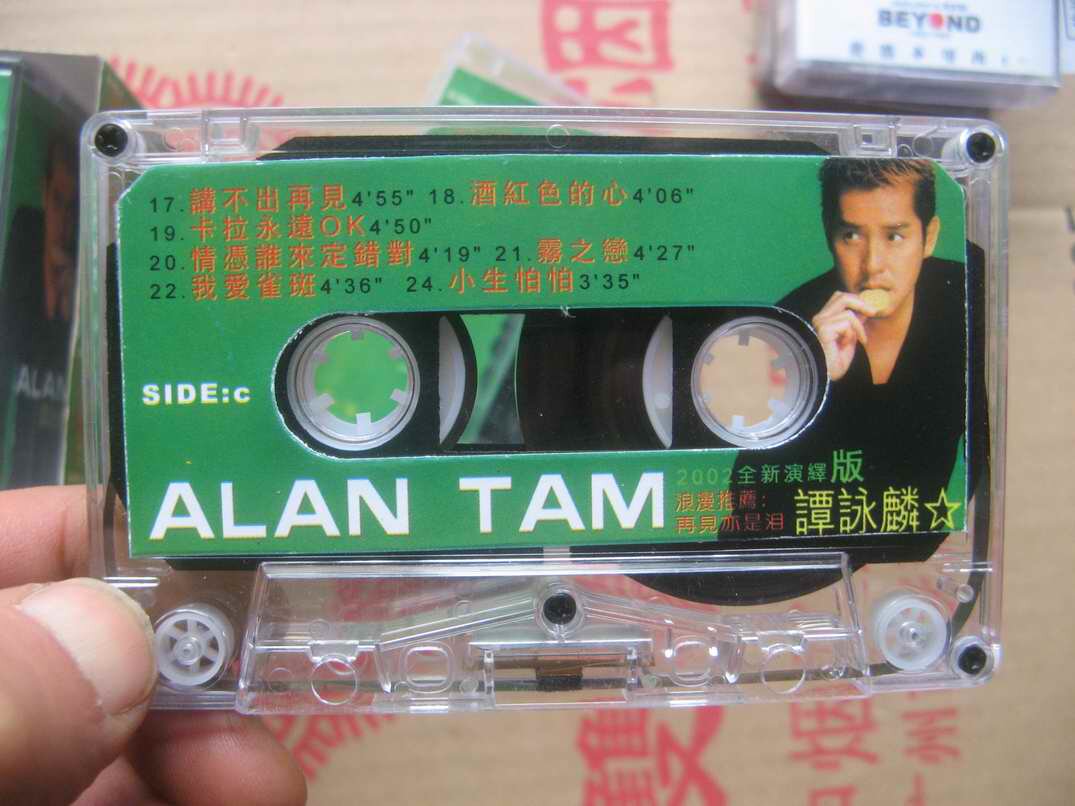 BEYOND
17.講不出再見4'55" 18.酒紅色的心4'06"
19.卡拉永遠OK4'50"
20.情憑誰來定錯對4'19" 21.霧之戀4'27"
22.我愛雀斑4'36" 24.小生怕怕3'35"
SIDE:c
ALAN
ALAN TAM
2002全新演繹版
浪漫推薦:
再見亦是泪
譚詠麟☆